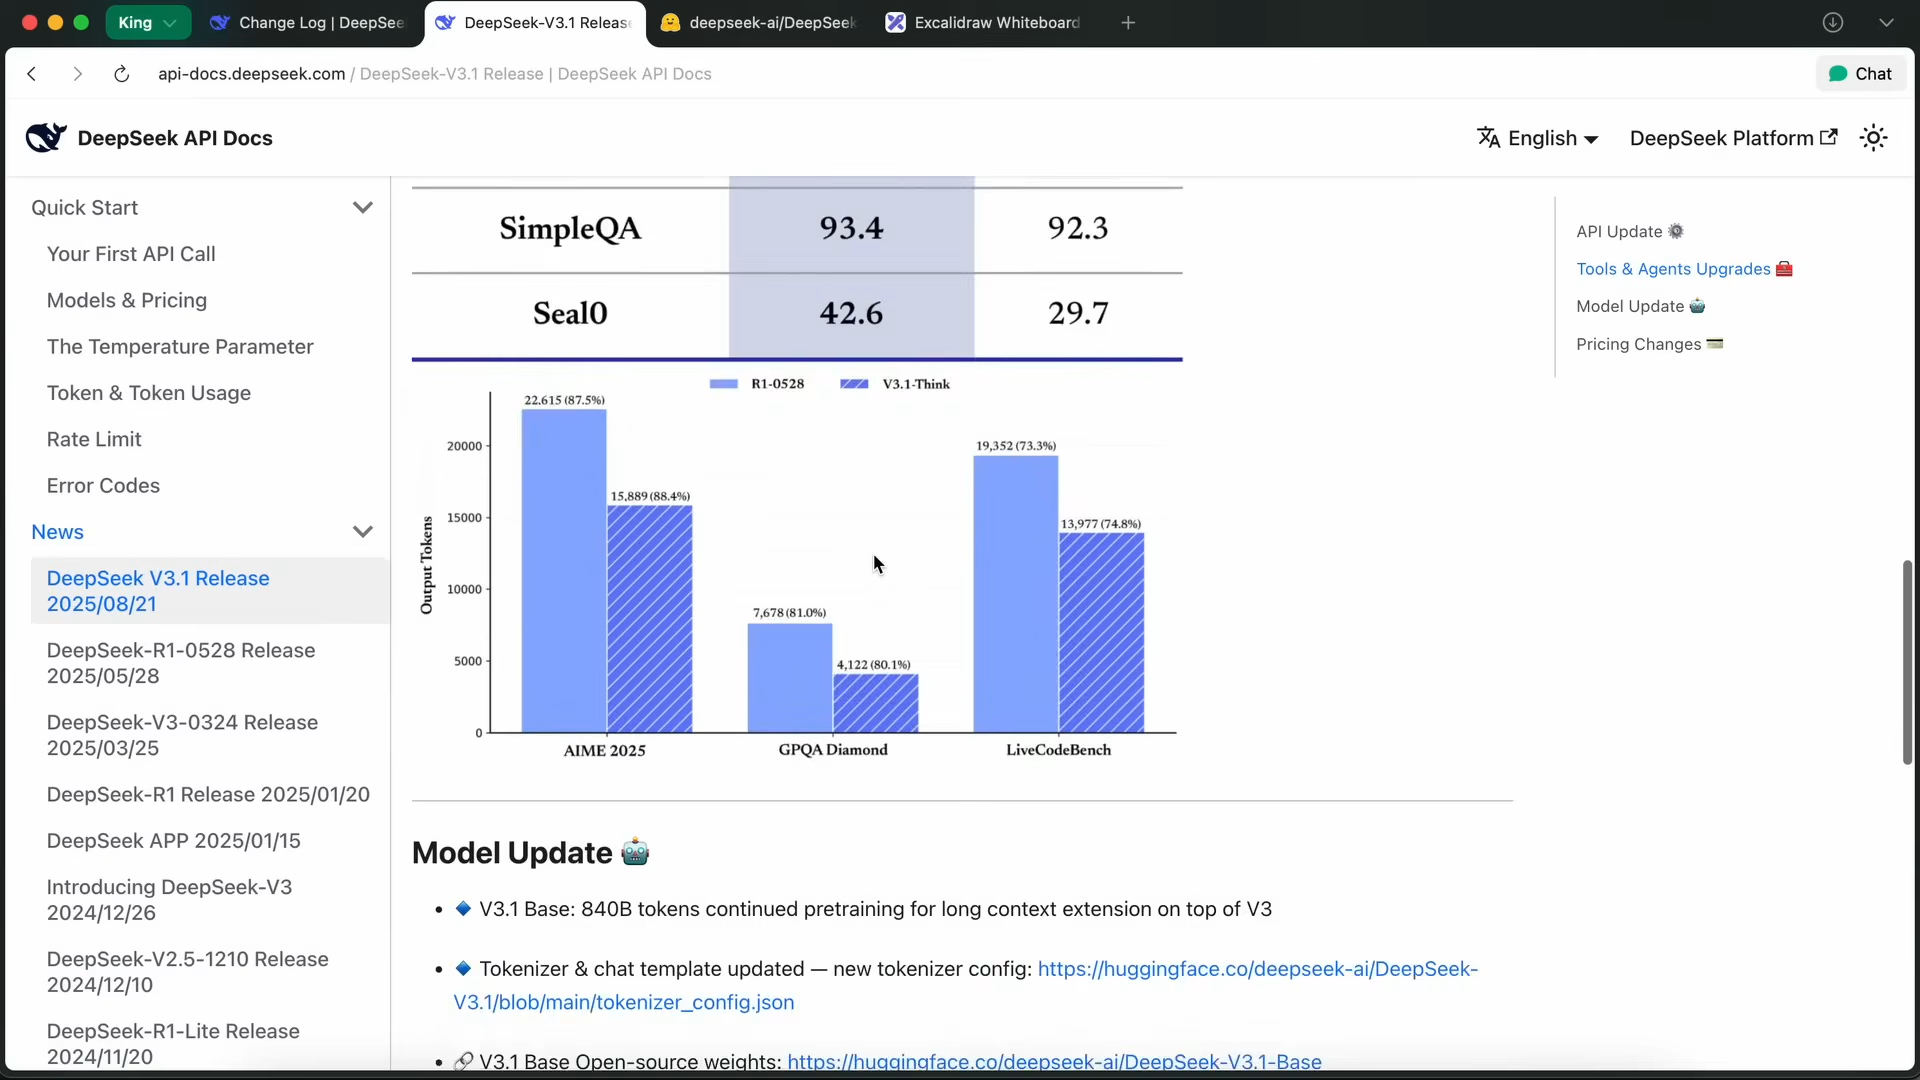 King
Change Log | DeepSee
DeepSeek-V3.1 Releas
deepseek-ai/DeepSeek
Excalidraw Whiteboard
api-docs.deepseek.com / DeepSeek-V3.1 Release | DeepSeek API Docs
Chat
DeepSeek API Docs
English
DeepSeek Platform
Quick Start
Your First API Call
Models & Pricing
The Temperature Parameter
Token & Token Usage
Rate Limit
Error Codes
News
DeepSeek V3.1 Release
2025/08/21
DeepSeek-R1-0528 Release
2025/05/28
DeepSeek-V3-0324 Release
2025/03/25
DeepSeek-R1 Release 2025/01/20
DeepSeek APP 2025/01/15
Introducing DeepSeek-V3
2024/12/26
DeepSeek-V2.5-1210 Release
2024/12/10
DeepSeek-R1-Lite Release
2024/11/20
SimpleQA 93.4 92.3
Seal0 42.6 29.7
R1-0528 V3.1-Think
Output Tokens
20000
15000
10000
5000
0
22,615 (87.5%)
15,889 (88.4%)
7,678 (81.0%)
4,122 (80.1%)
19,352 (73.3%)
13,977 (74.8%)
AIME 2025
GPQA Diamond
LiveCodeBench
Model Update 🤖
• 🔹 V3.1 Base: 840B tokens continued pretraining for long context extension on top of V3
• 🔹 Tokenizer & chat template updated — new tokenizer config: https://huggingface.co/deepseek-ai/DeepSeek-
V3.1/blob/main/tokenizer_config.json
• 🔗 V3.1 Base Open-source weights: https://huggingface.co/deepseek-ai/DeepSeek-V3.1-Base
API Update ⚙️
Tools & Agents Upgrades 🧰
Model Update 🤖
Pricing Changes 💳